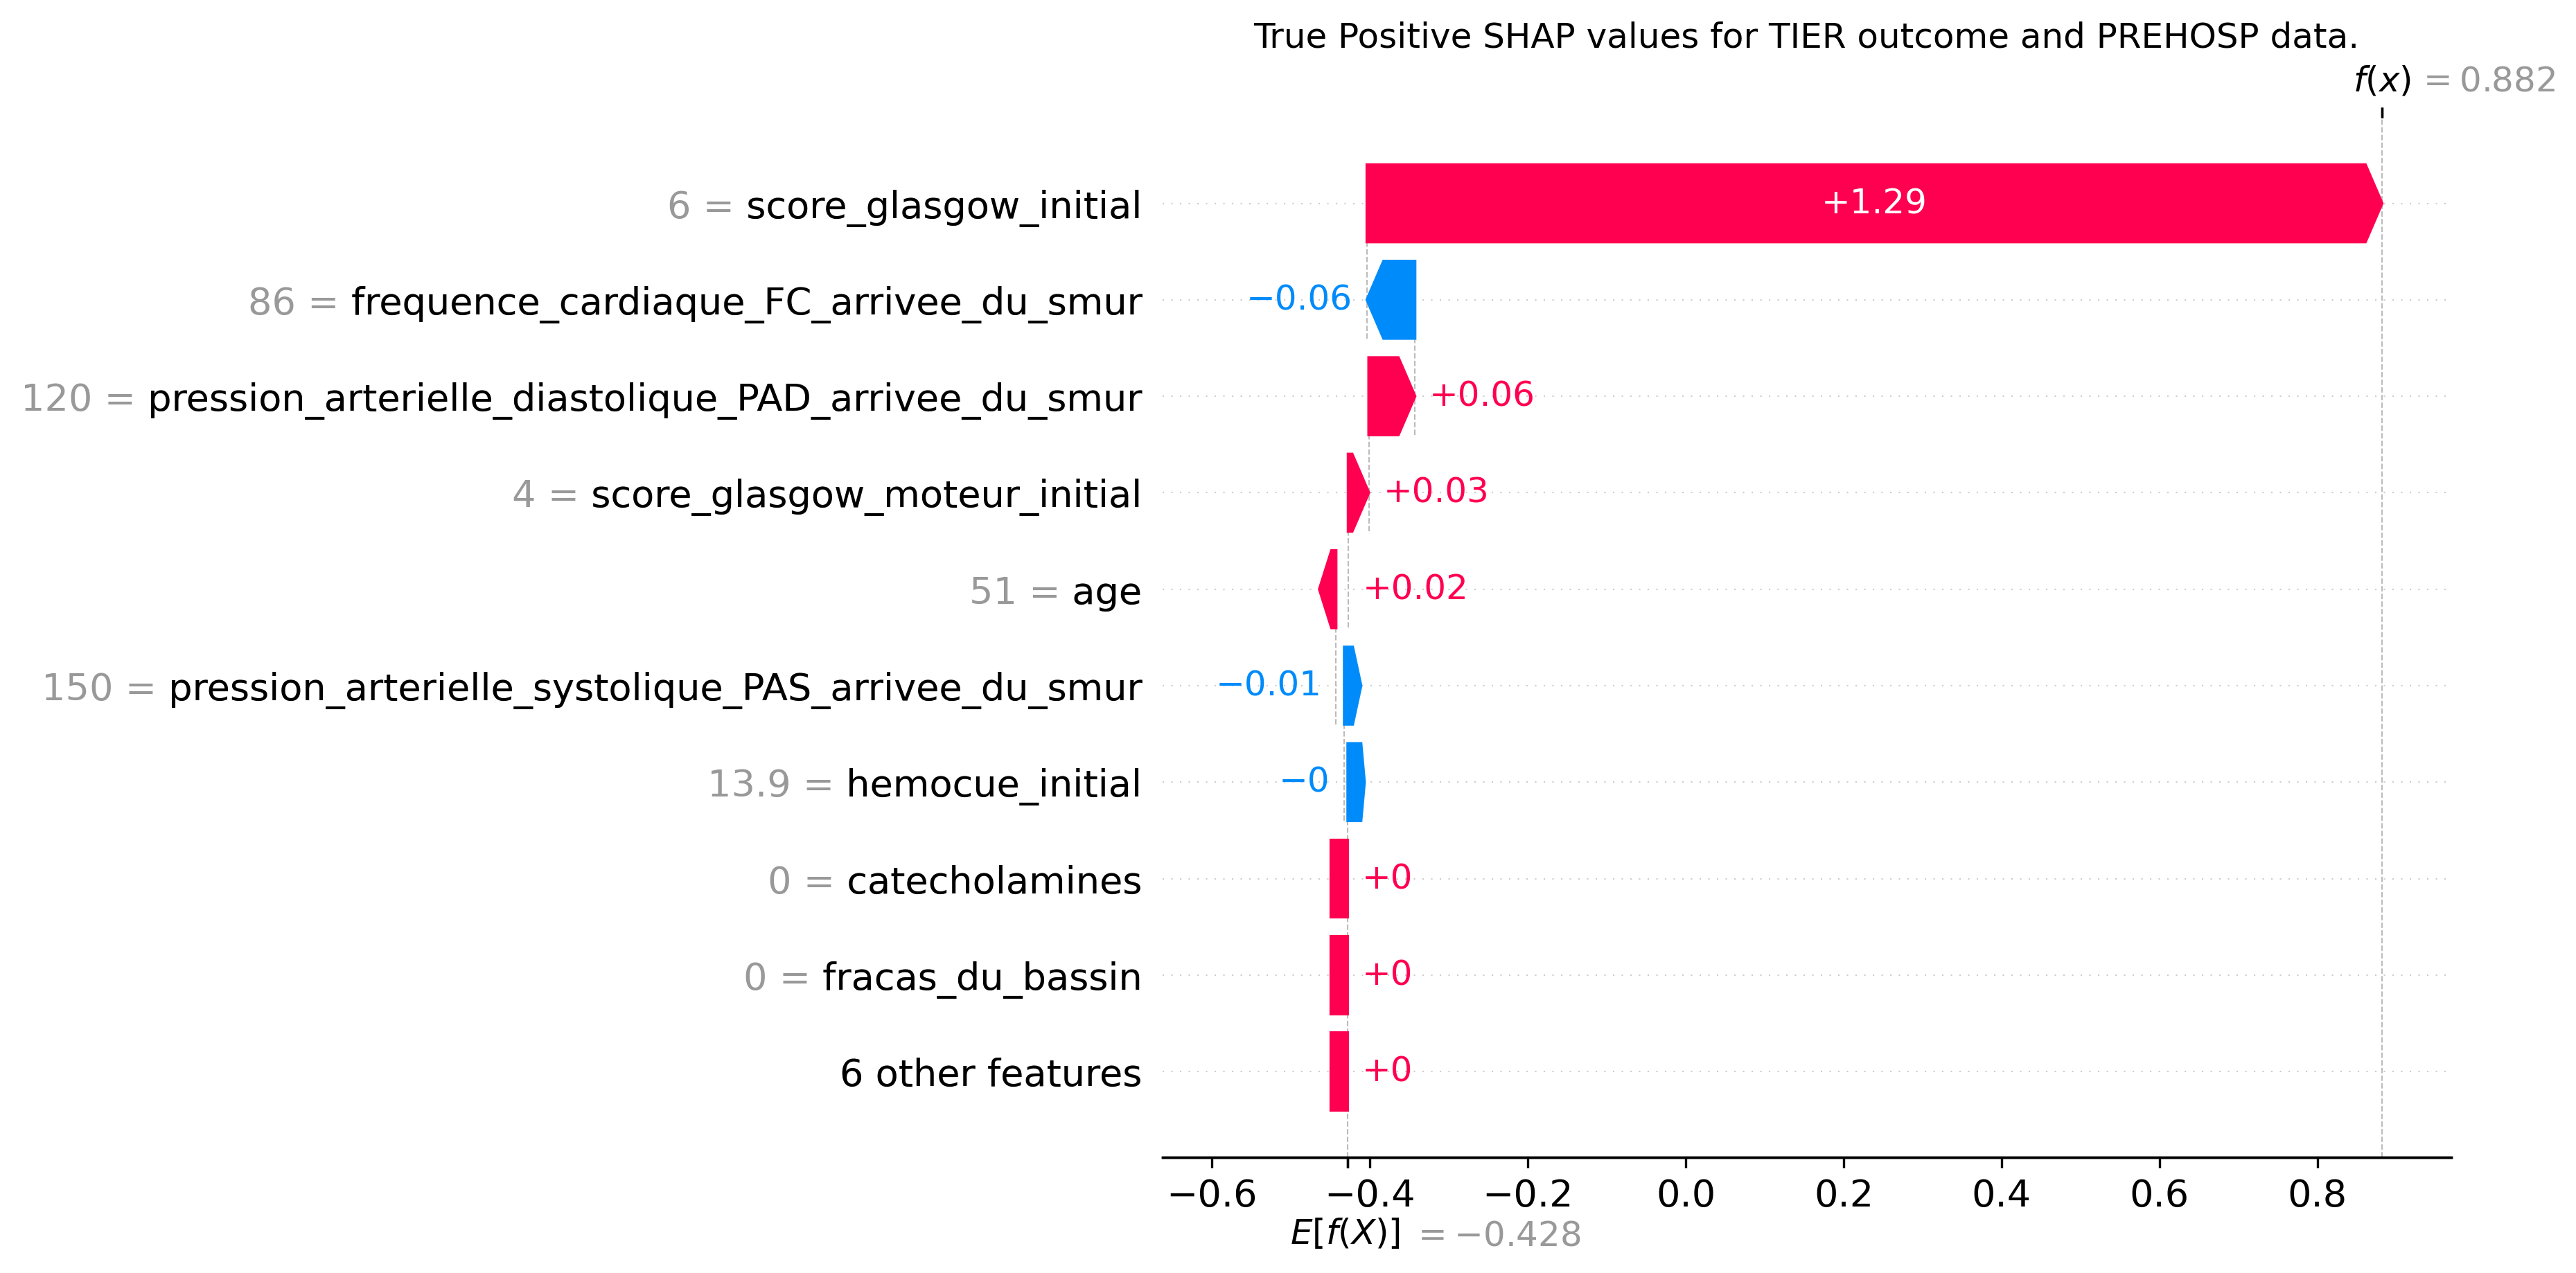 True Positive SHAP values for TIER outcome and PREHOSP data.
f(x) = 0.882
6 = score_glasgow_initial +1.29
86 = frequence_cardiaque_FC_arrivee_du_smur −0.06
120 = pression_arterielle_diastolique_PAD_arrivee_du_smur +0.06
4 = score_glasgow_moteur_initial +0.03
51 = age +0.02
150 = pression_arterielle_systolique_PAS_arrivee_du_smur −0.01
13.9 = hemocue_initial −0
0 = catecholamines +0
0 = fracas_du_bassin +0
6 other features +0
−0.6 −0.4 −0.2 0.0 0.2 0.4 0.6 0.8
E[f(X)] = −0.428